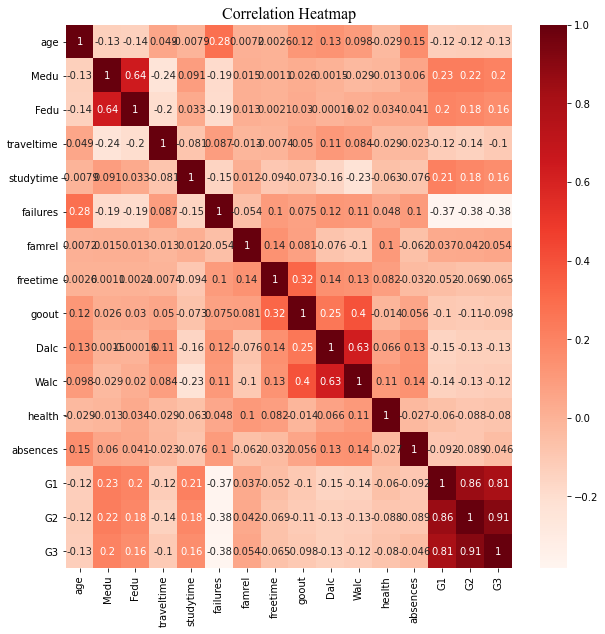 Correlation Heatmap
age 1 -0.13 -0.14 0.049 -0.0079 0.28 0.0072 0.0026 0.12 0.13 0.098 -0.029 0.15 -0.12 -0.12 -0.13
Medu -0.13 1 0.64 -0.24 0.091 -0.19 0.015 0.0011 0.026 0.0015 -0.029 -0.013 0.06 0.23 0.22 0.2
Fedu -0.14 0.64 1 -0.2 0.033 -0.19 0.013 0.0021 0.03 -0.00016 0.02 0.034 0.041 0.2 0.18 0.16
traveltime 0.049 -0.24 -0.2 1 -0.081 0.087 -0.013 -0.0074 0.05 0.11 0.084 -0.029 -0.023 -0.12 -0.14 -0.1
studytime -0.0079 0.091 0.033 -0.081 1 -0.15 0.012 -0.094 -0.073 -0.16 -0.23 -0.063 -0.076 0.21 0.18 0.16
failures 0.28 -0.19 -0.19 0.087 -0.15 1 -0.054 0.1 0.075 0.12 0.11 0.048 0.1 -0.37 -0.38 -0.38
famrel 0.0072 0.015 0.013 -0.013 0.012 -0.054 1 0.14 0.081 -0.076 -0.1 0.1 -0.062 0.037 0.042 0.054
freetime 0.0026 0.0011 0.0021 -0.0074 -0.094 0.1 0.14 1 0.32 0.14 0.13 0.082 -0.032 -0.052 -0.069 -0.065
goout 0.12 0.026 0.03 0.05 -0.073 0.075 0.081 0.32 1 0.25 0.4 -0.014 0.056 -0.1 -0.11 -0.098
Dalc 0.13 0.0015 -0.00016 0.11 -0.16 0.12 -0.076 0.14 0.25 1 0.63 0.066 0.13 -0.15 -0.13 -0.13
Walc 0.098 -0.029 0.02 0.084 -0.23 0.11 -0.1 0.13 0.4 0.63 1 0.11 0.14 -0.14 -0.13 -0.12
health -0.029 -0.013 0.034 -0.029 -0.063 0.048 0.1 0.082 -0.014 0.066 0.11 1 -0.027 -0.06 -0.088 -0.08
absences 0.15 0.06 0.041 -0.023 -0.076 0.1 -0.062 -0.032 0.056 0.13 0.14 -0.027 1 -0.092 -0.089 -0.046
G1 -0.12 0.23 0.2 -0.12 0.21 -0.37 0.037 -0.052 -0.1 -0.15 -0.14 -0.06 -0.092 1 0.86 0.81
G2 -0.12 0.22 0.18 -0.14 0.18 -0.38 0.042 -0.069 -0.11 -0.13 -0.13 -0.088 -0.089 0.86 1 0.91
G3 -0.13 0.2 0.16 -0.1 0.16 -0.38 0.054 -0.065 -0.098 -0.13 -0.12 -0.08 -0.046 0.81 0.91 1
age Medu Fedu traveltime studytime failures famrel freetime goout Dalc Walc health absences G1 G2 G3
1.0
0.8
0.6
0.4
0.2
0.0
−0.2